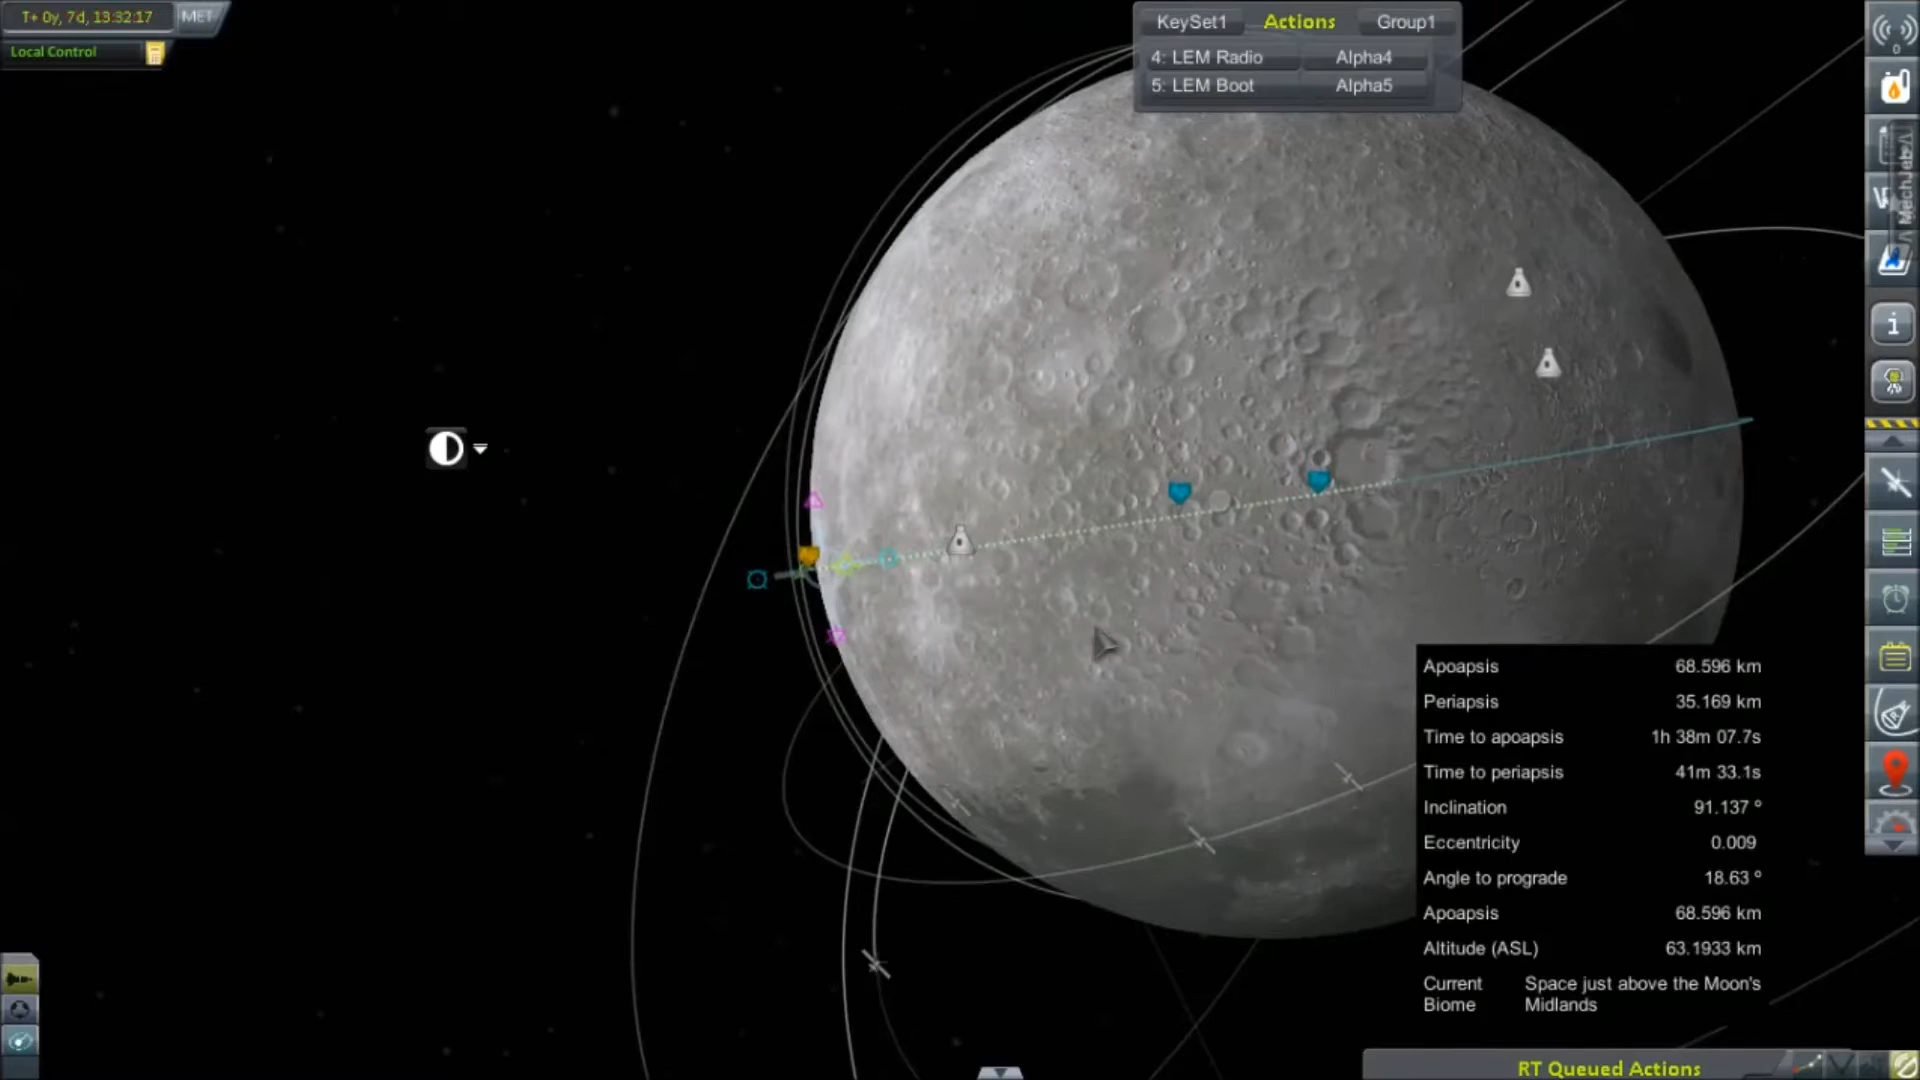 T+ 0y, 7d, 13:32:17 MET
Local Control
KeySet1 Actions Group1
4: LEM Radio Alpha4
5: LEM Boot Alpha5
0
MechJeb
Apoapsis 68.596 km
Periapsis 35.169 km
Time to apoapsis 1h 38m 07.7s
Time to periapsis 41m 33.1s
Inclination 91.137 º
Eccentricity 0.009
Angle to prograde 18.63 º
Apoapsis 68.596 km
Altitude (ASL) 63.1933 km
Current Biome Space just above the Moon's Midlands
RT Queued Actions